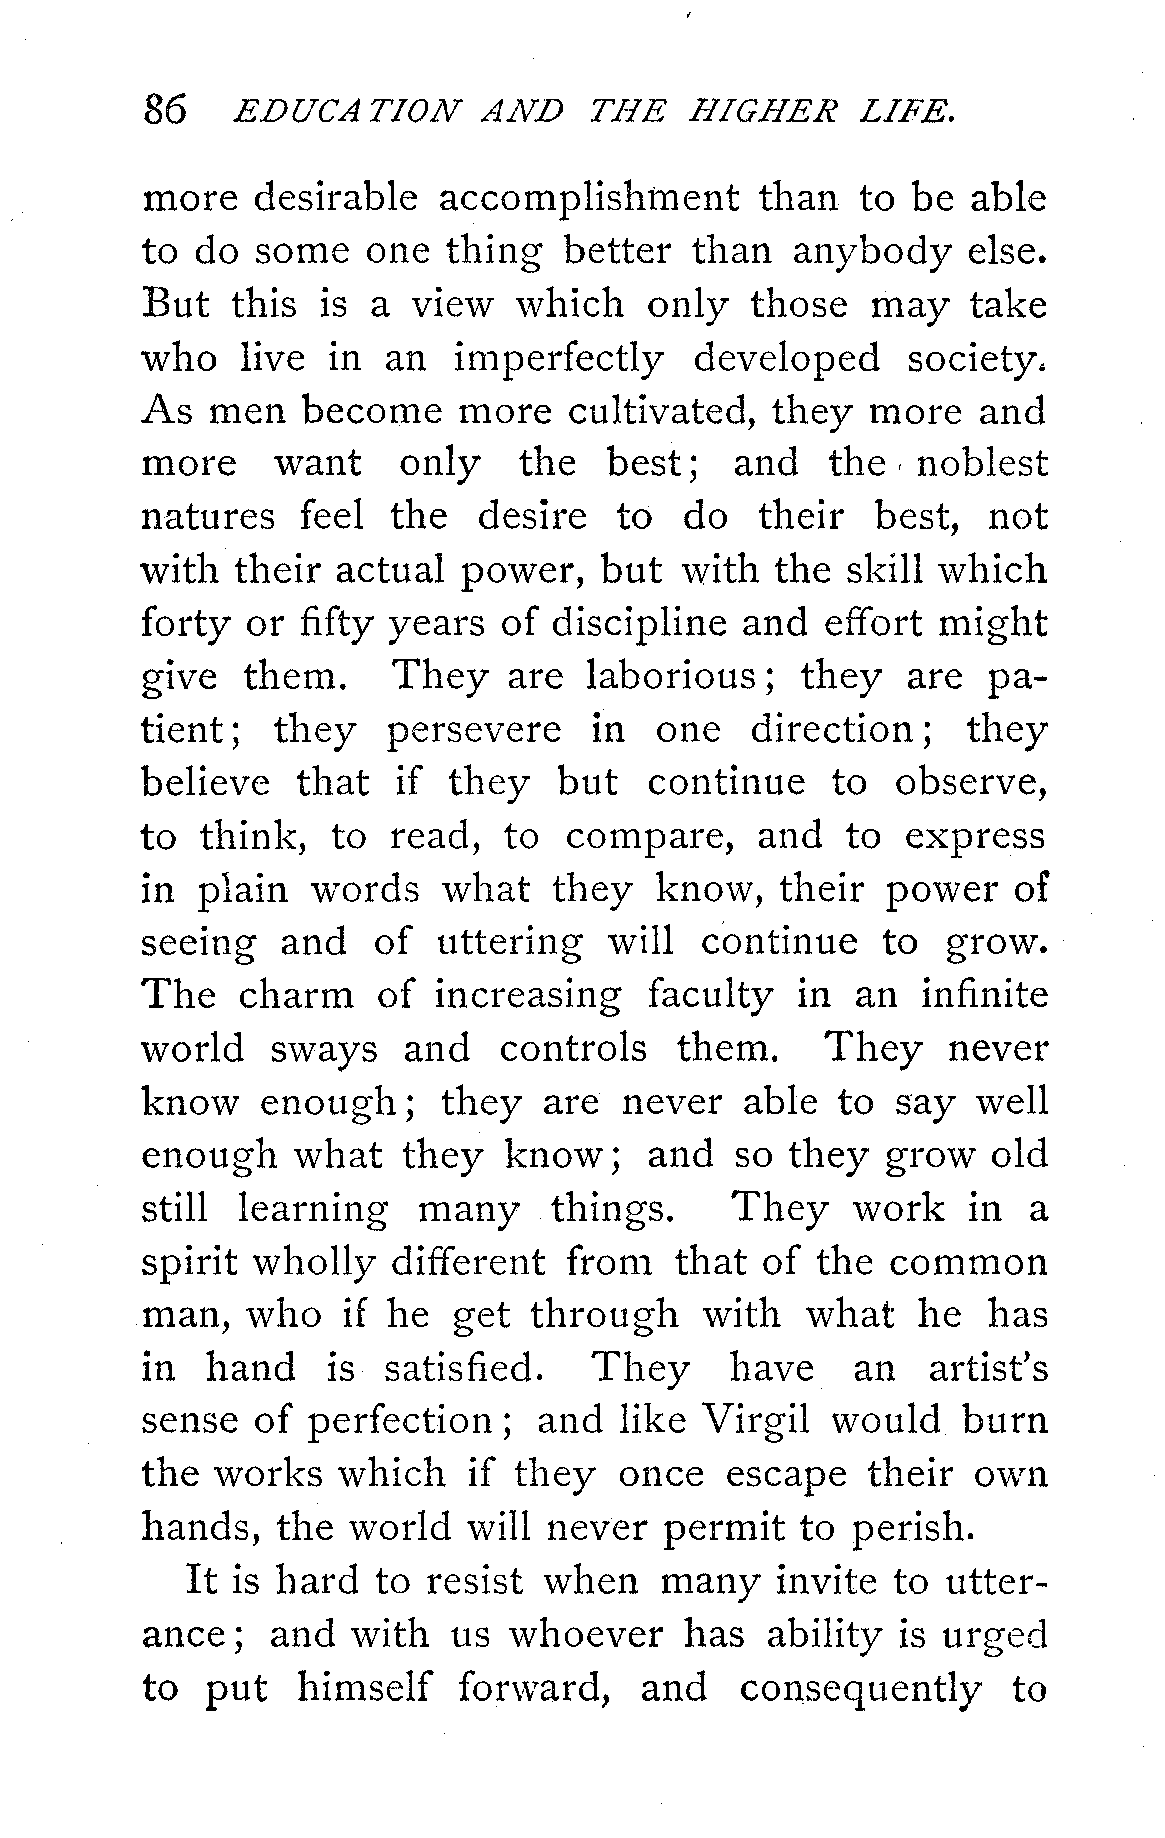 86 EDUCATION AND THE HIGHER LIFE.
more desirable accomplishment than to be able
to do some one thing better than anybody else.
But this is a view which only those may take
who live in an imperfectly developed society.
As men become more cultivated, they more and
more want only the best; and the noblest
natures feel the desire to do their best, not
with their actual power, but with the skill which
forty or fifty years of discipline and effort might
give them. They are laborious; they are pa-
tient; they persevere in one direction; they
believe that if they but continue to observe,
to think, to read, to compare, and to express
in plain words what they know, their power of
seeing and of uttering will continue to grow.
The charm of increasing faculty in an infinite
world sways and controls them. They never
know enough; they are never able to say well
enough what they know; and so they grow old
still learning many things. They work in a
spirit wholly different from that of the common
man, who if he get through with what he has
in hand is satisfied. They have an artist's
sense of perfection; and like Virgil would burn
the works which if they once escape their own
hands, the world will never permit to perish.
It is hard to resist when many invite to utter-
ance; and with us whoever has ability is urged
to put himself forward, and consequently to